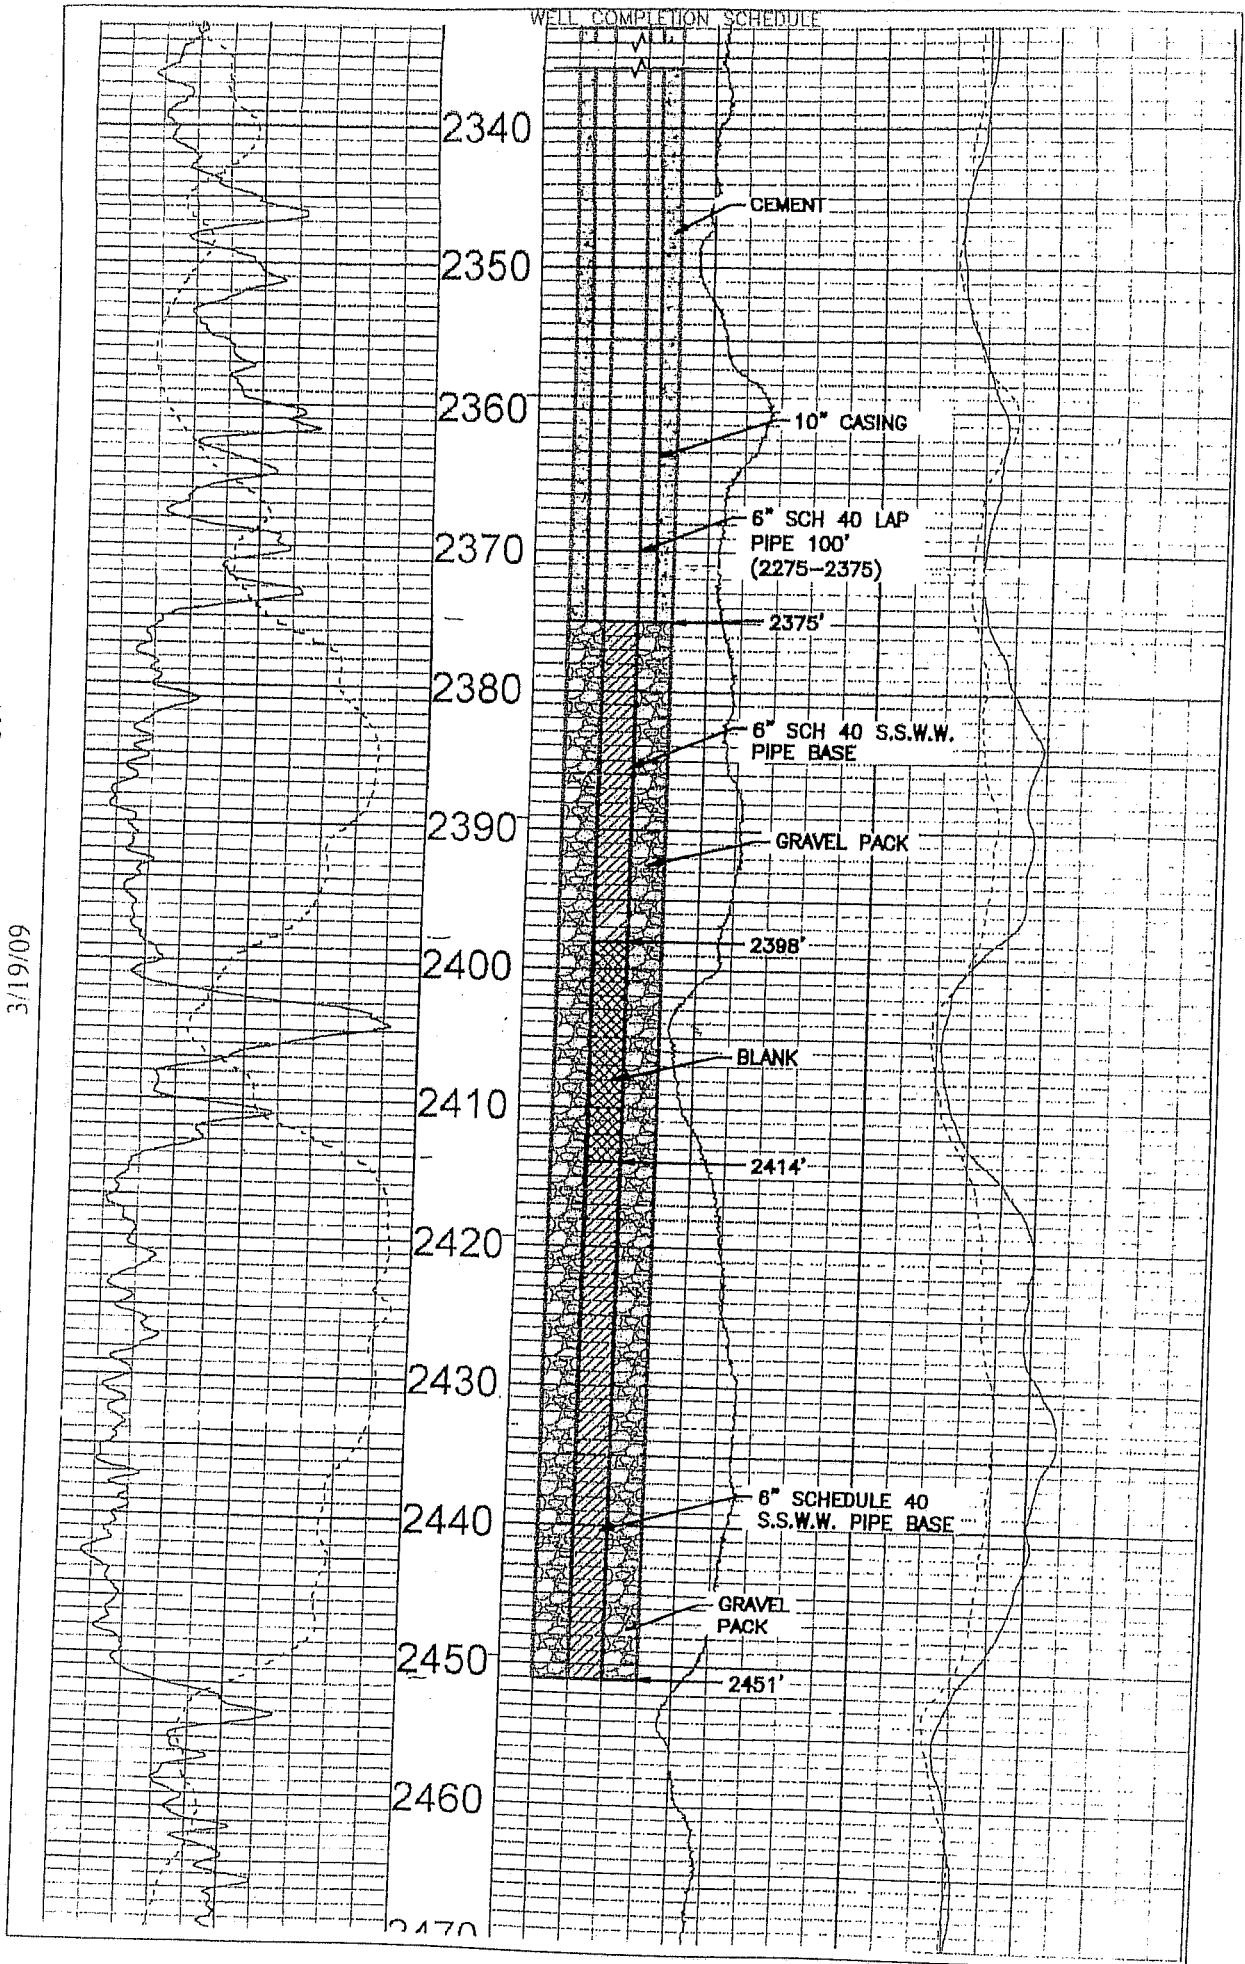 WELL COMPLETION SCHEDULE
2340
CEMENT
2350
2360
10" CASING
6" SCH 40 LAP
PIPE 100'
(2275-2375)
2370
2375'
2380
6" SCH 40 S.S.W.W.
PIPE BASE
2390
GRAVEL PACK
2398'
2400
3/19/09
BLANK
2410
2414'
2420
2430
6" SCHEDULE 40
S.S.W.W. PIPE BASE
2440
GRAVEL
PACK
2450
2451'
2460
2470